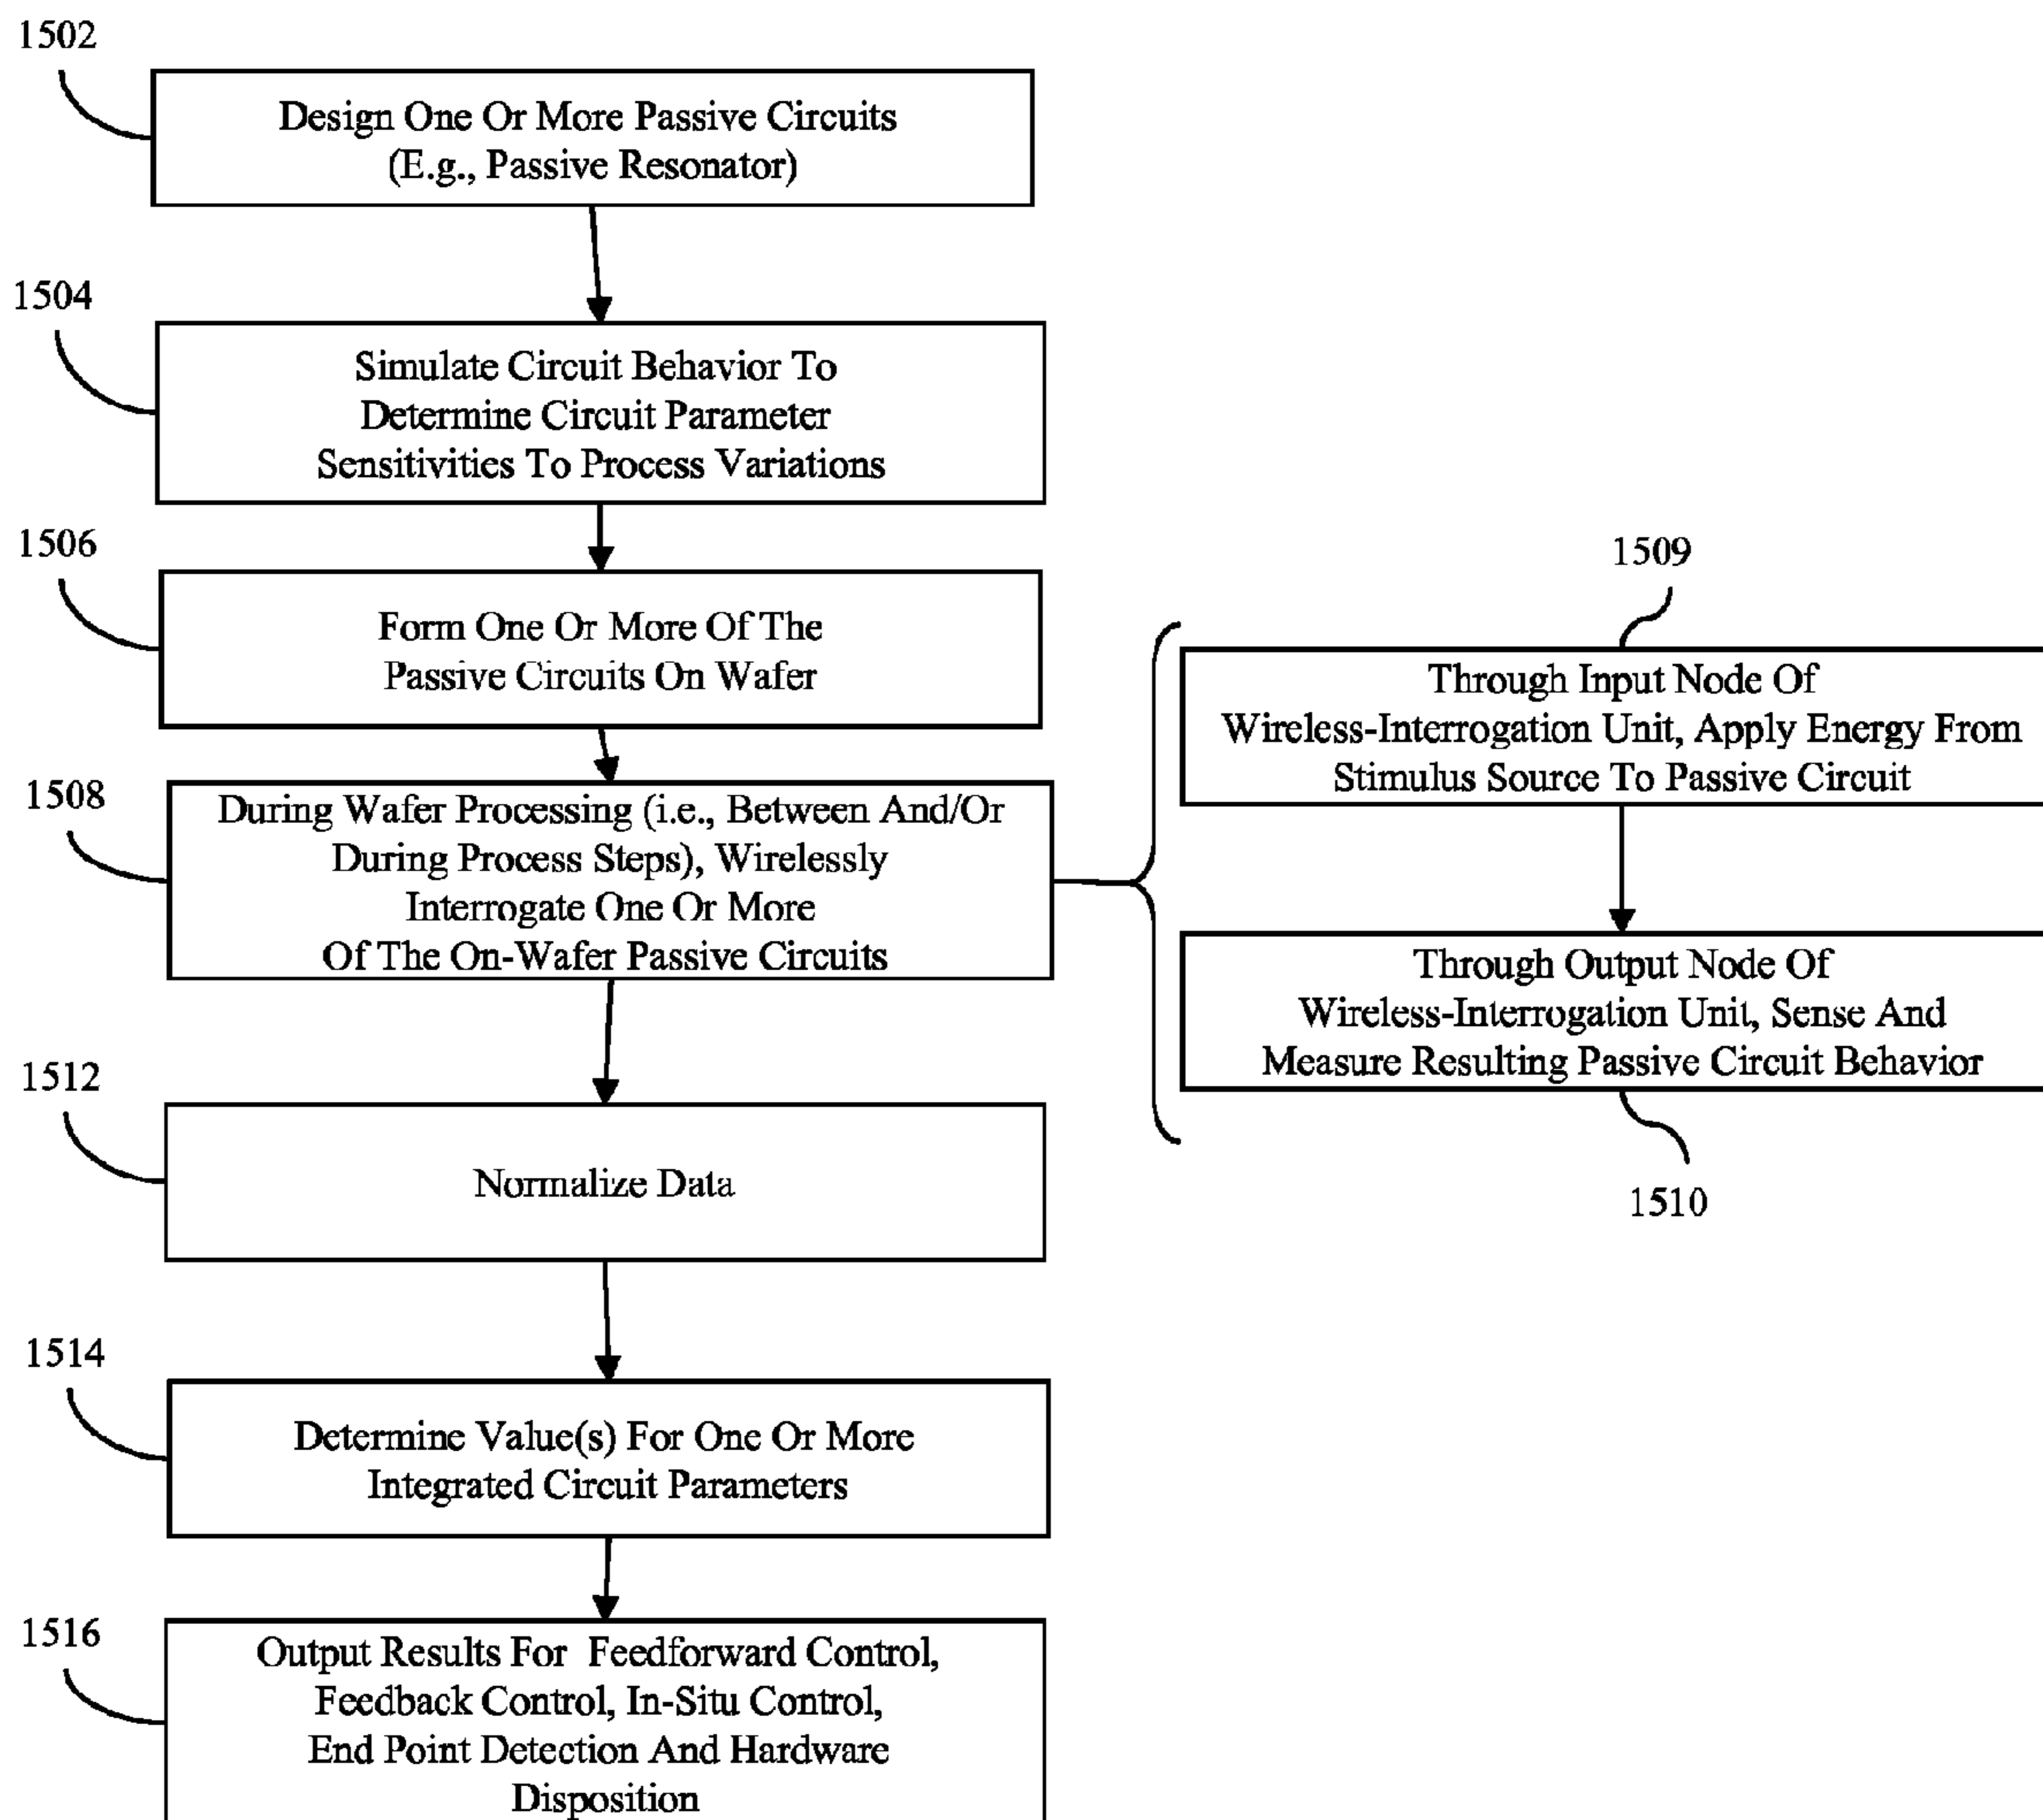 1502
Design One Or More Passive Circuits
(E.g., Passive Resonator)
1504
Simulate Circuit Behavior To
Determine Circuit Parameter
Sensitivities To Process Variations
1506
Form One Or More Of The
Passive Circuits On Wafer
1508
During Wafer Processing (i.e., Between And/Or
During Process Steps), Wirelessly
Interrogate One Or More
Of The On-Wafer Passive Circuits
1509
Through Input Node Of
Wireless-Interrogation Unit, Apply Energy From
Stimulus Source To Passive Circuit
Through Output Node Of
Wireless-Interrogation Unit, Sense And
Measure Resulting Passive Circuit Behavior
1510
1512
Normalize Data
1514
Determine Value(s) For One Or More
Integrated Circuit Parameters
1516
Output Results For Feedforward Control,
Feedback Control, In-Situ Control,
End Point Detection And Hardware
Disposition